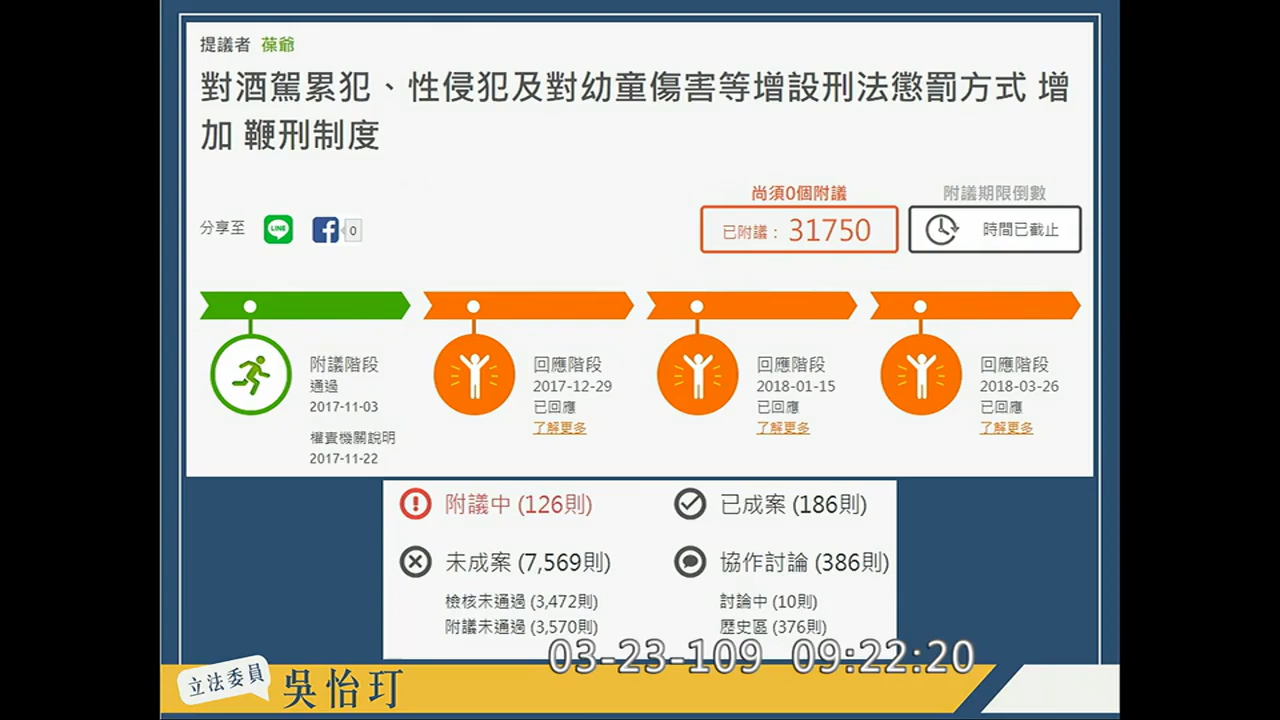 提議者 葆爺
對酒駕累犯、性侵犯及對幼童傷害等增設刑法懲罰方式 增
加 鞭刑制度
尚須0個附議
附議期限倒數
分享至
LINE
0
已附議： 31750
時間已截止
附議階段
通過
2017-11-03
權責機關說明
2017-11-22
回應階段
2017-12-29
已回應
了解更多
回應階段
2018-01-15
已回應
了解更多
回應階段
2018-03-26
已回應
了解更多
附議中 (126則)
已成案 (186則)
未成案 (7,569則)
協作討論 (386則)
檢核未通過 (3,472則)
討論中 (10則)
附議未通過 (3,570則)
歷史區 (376則)
03-23-109 09:22:20
立法委員
吳怡玎